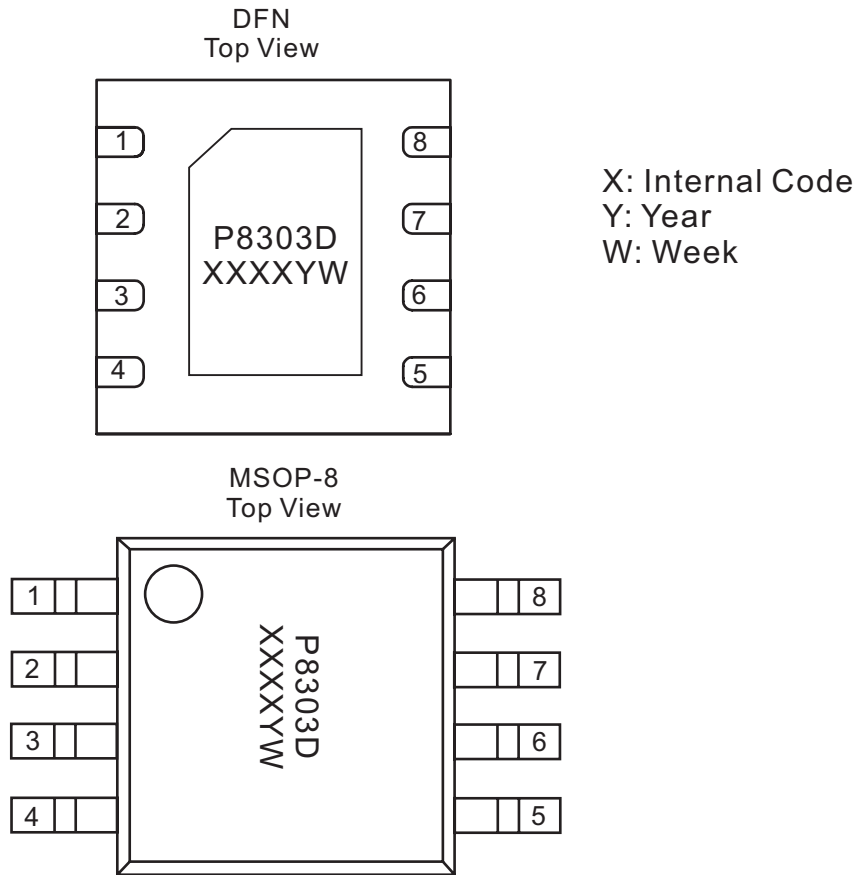 DFN
Top View
1
8
2
7
P8303D
XXXXYW
3
6
4
5
X: Internal Code
Y: Year
W: Week
MSOP-8
Top View
1
8
2
7
P8303D
XXXXYW
3
6
4
5